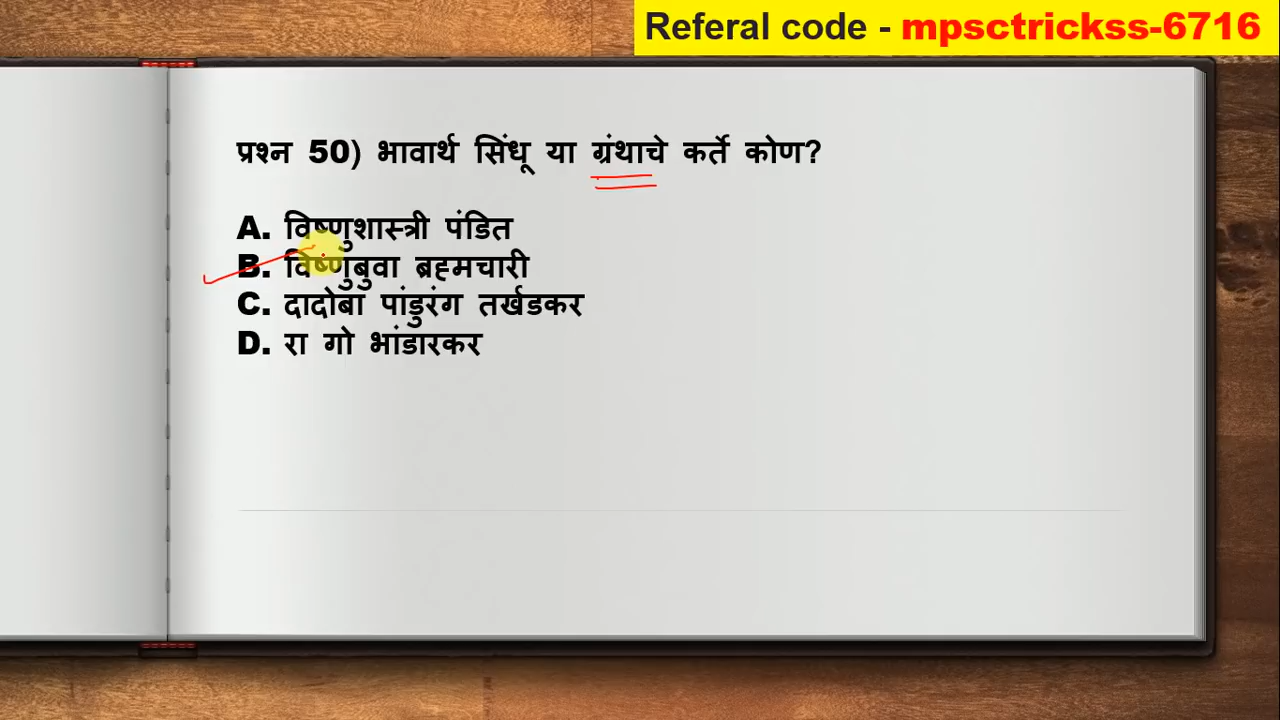 Referal code - mpsctrickss-6716
प्रश्न 50) भावार्थ सिंधू या ग्रंथाचे कर्ते कोण?
A. विष्णुशास्त्री पंडित
B. विष्णुबुवा ब्रह्मचारी
C. दादोबा पांडुरंग तर्खडकर
D. रा गो भांडारकर